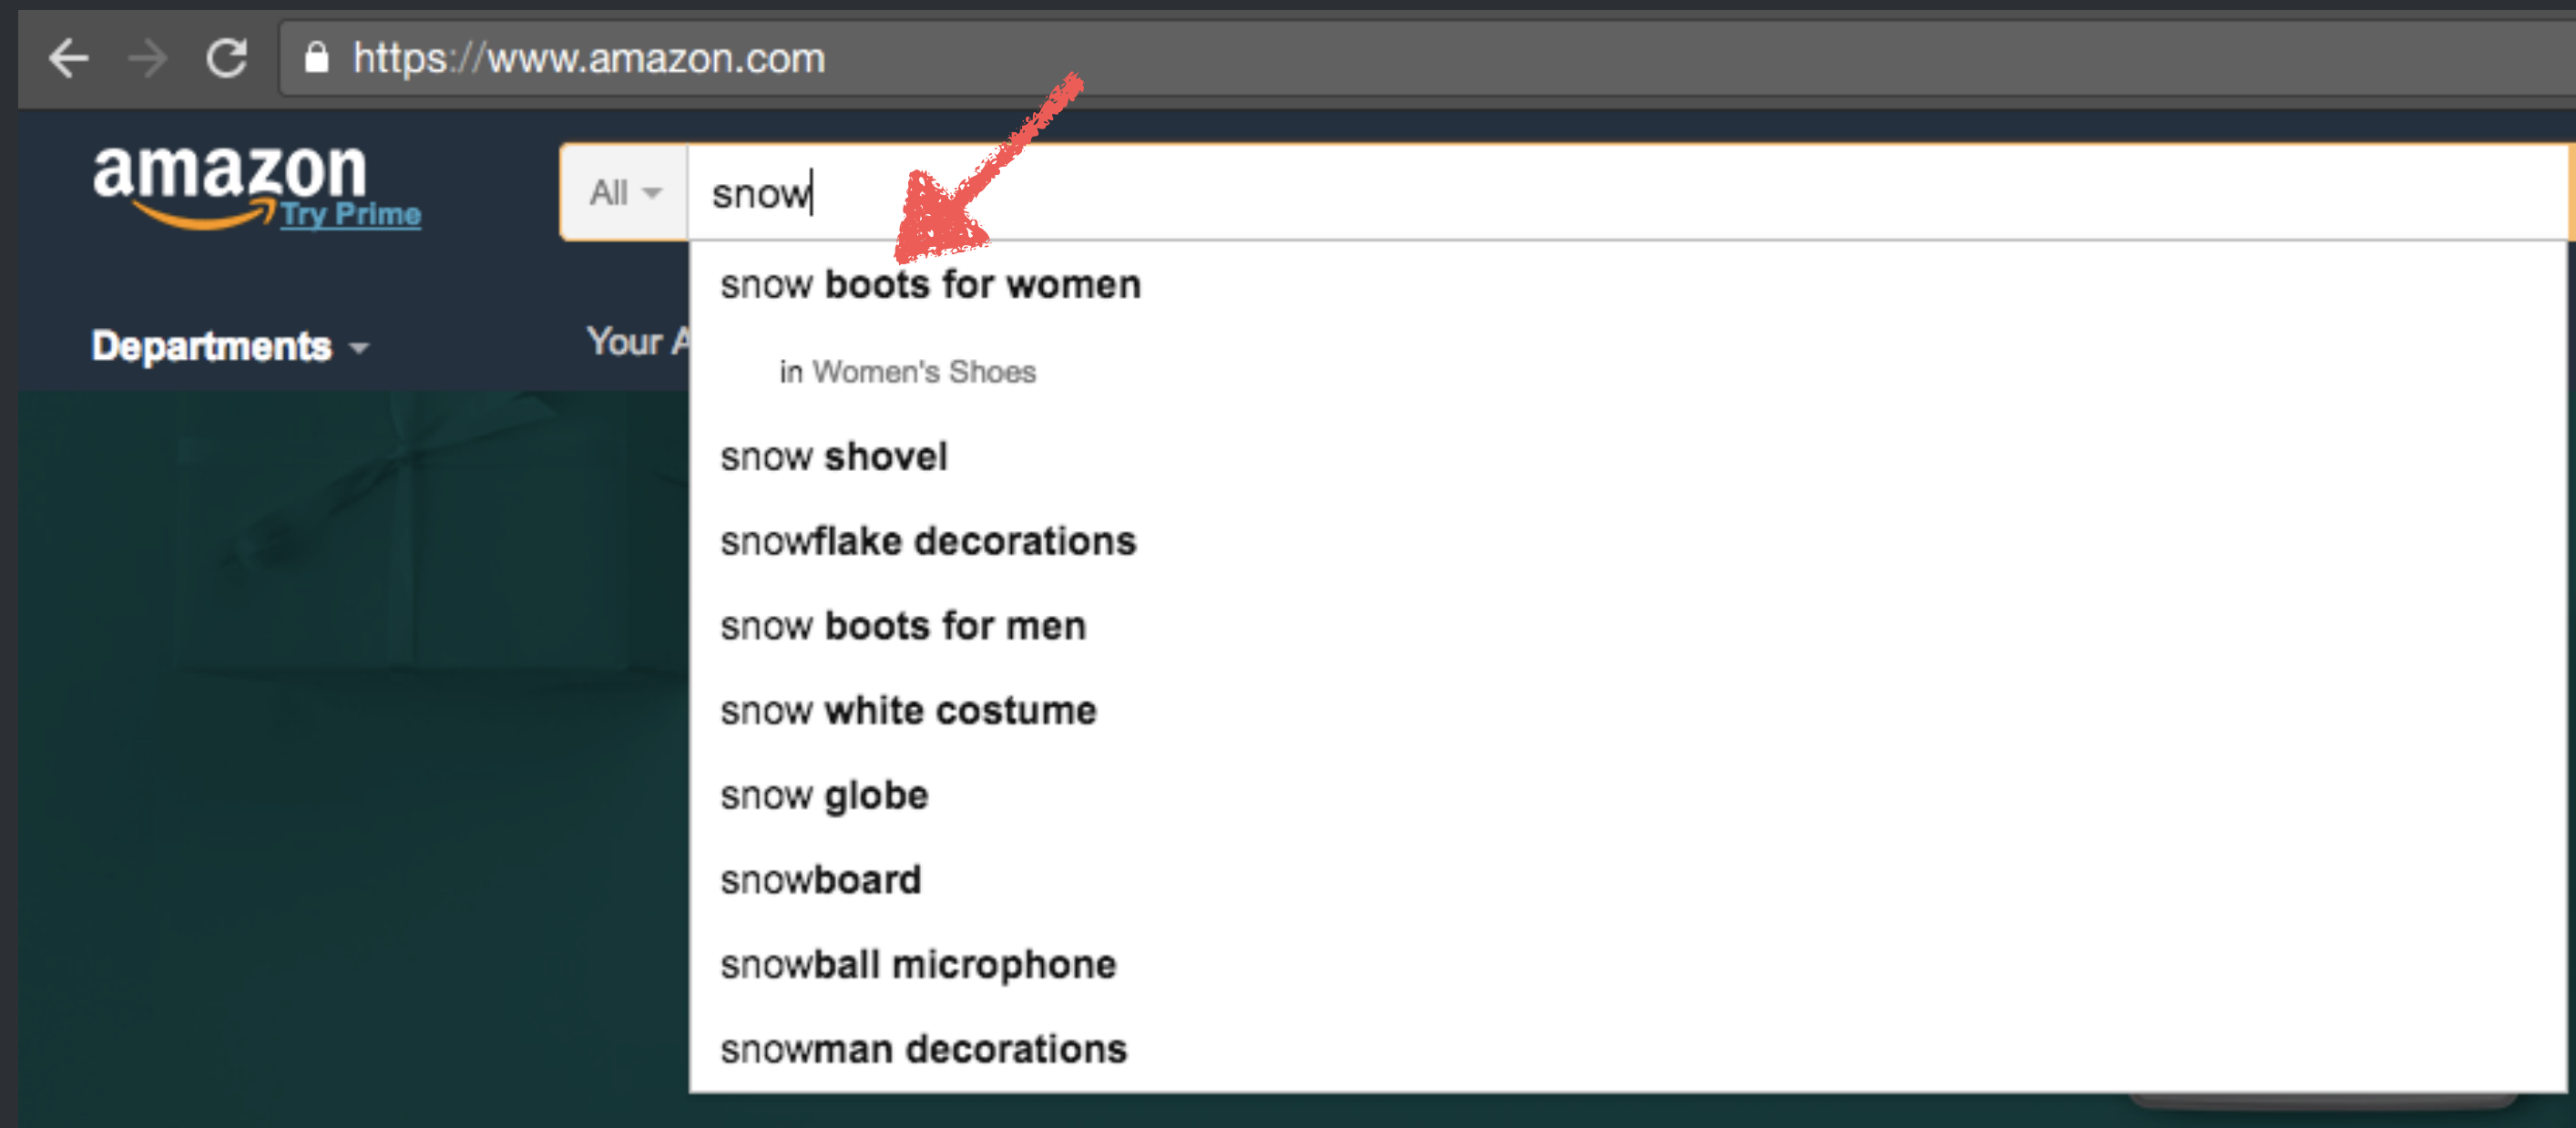 https://www.amazon.com
amazon
Try Prime
All
snow
Departments
Your A
snow boots for women
in Women's Shoes
snow shovel
snowflake decorations
snow boots for men
snow white costume
snow globe
snowboard
snowball microphone
snowman decorations